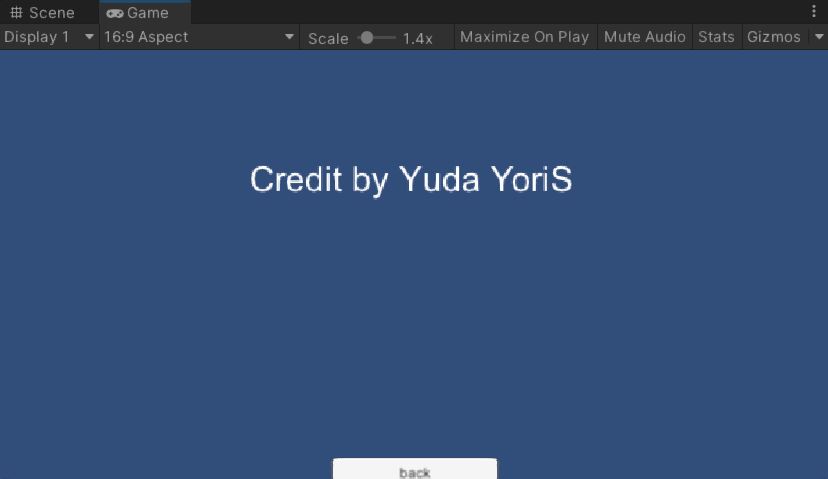 Scene Game
Display 1 16:9 Aspect Scale 1.4x Maximize On Play Mute Audio Stats Gizmos
Credit by Yuda YoriS
back